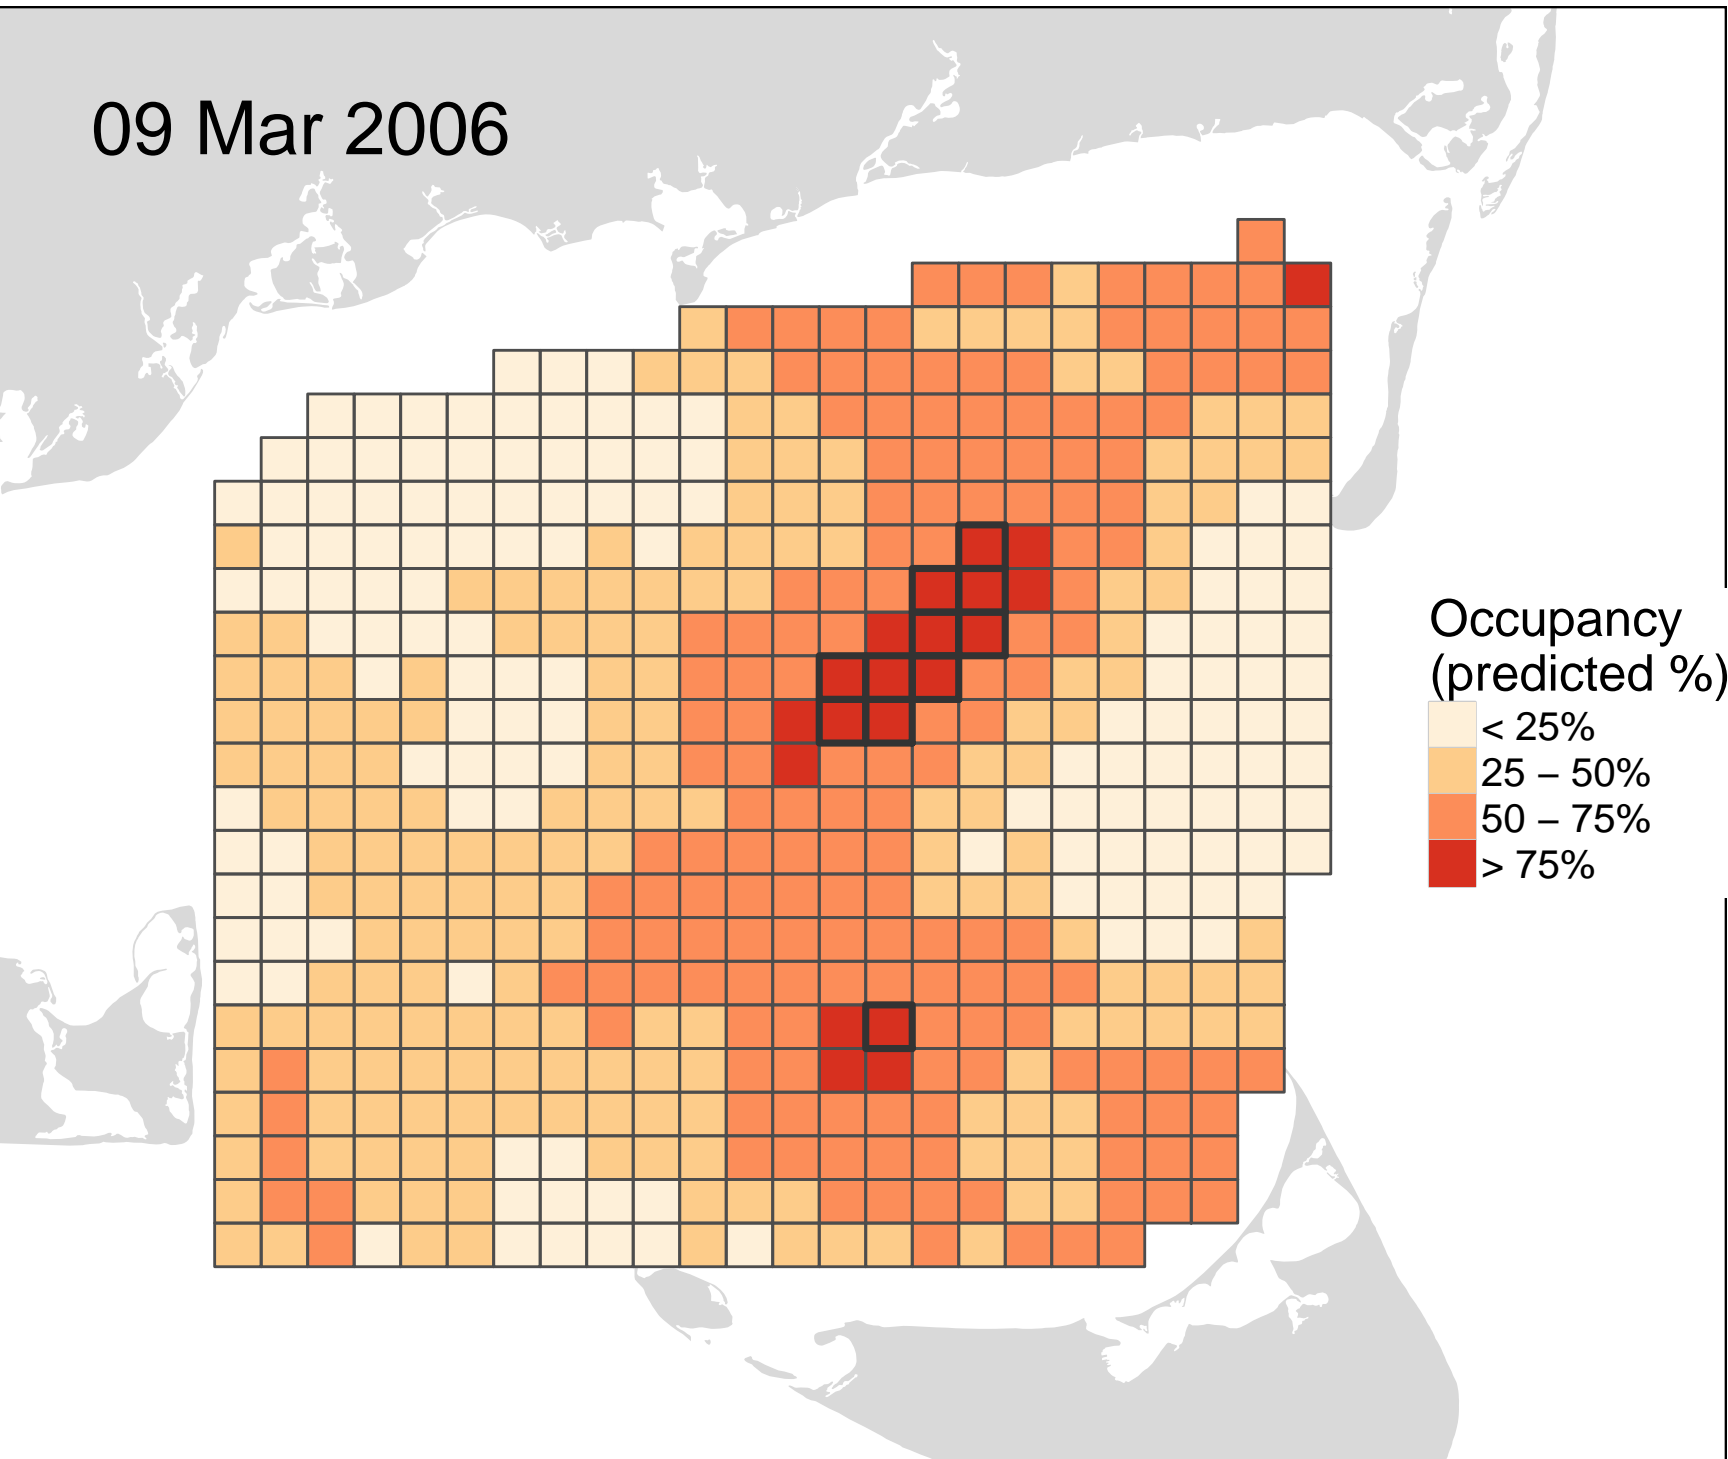 09 Mar 2006
Occupancy
(predicted %)
< 25%
25 – 50%
50 – 75%
> 75%